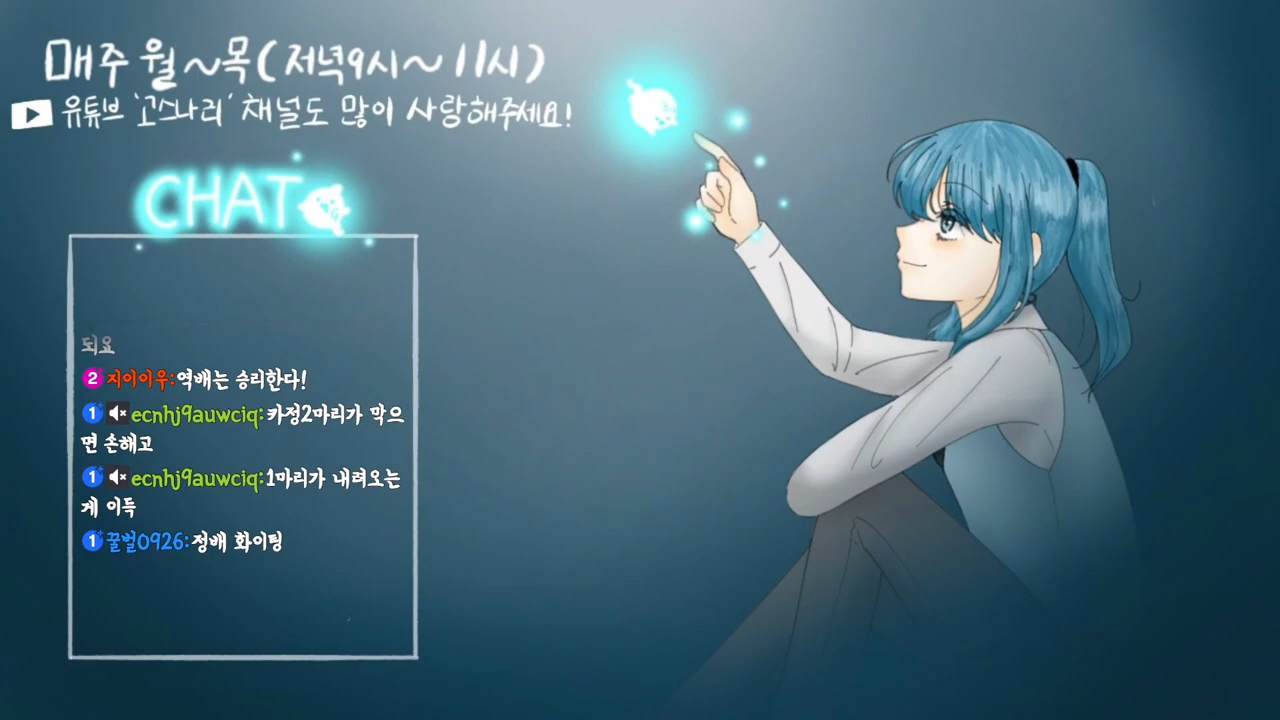 매주 월~목(저녁9시~11시)
유튜브 '고스나리' 채널도 많이 사랑해주세요!
CHAT
되요
2 지이이우:역배는 승리한다!
1 ecnhj9auwciq:카정2마리가 막으
면 손해고
1 ecnhj9auwciq:1마리가 내려오는
게 이득
1 꿀벌0926:정배 화이팅